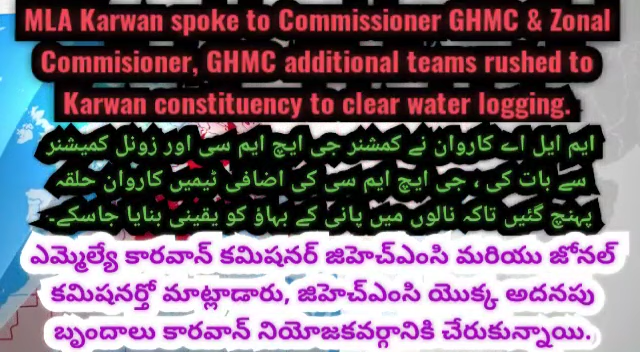 MLA Karwan spoke to Commissioner GHMC & Zonal
Commisioner, GHMC additional teams rushed to
Karwan constituency to clear water logging.
ایم ایل اے کاروان نے کمشنر جی ایچ ایم سی اور زونل کمیشنر
سے بات کی ، جی ایچ ایم سی کی اضافی ٹیمیں کاروان حلقہ
پہنچ گئیں تاکہ نالوں میں پانی کے بہاؤ کو یقینی بنایا جاسکے۔
ఎమ్మెల్యే కారవాన్ కమిషనర్ జిహెచ్ఎంసి మరియు జోనల్
కమిషనర్తో మాట్లాడారు, జిహెచ్ఎంసి యొక్క అదనపు
బృందాలు కారవాన్ నియోజకవర్గానికి చేరుకున్నాయి.